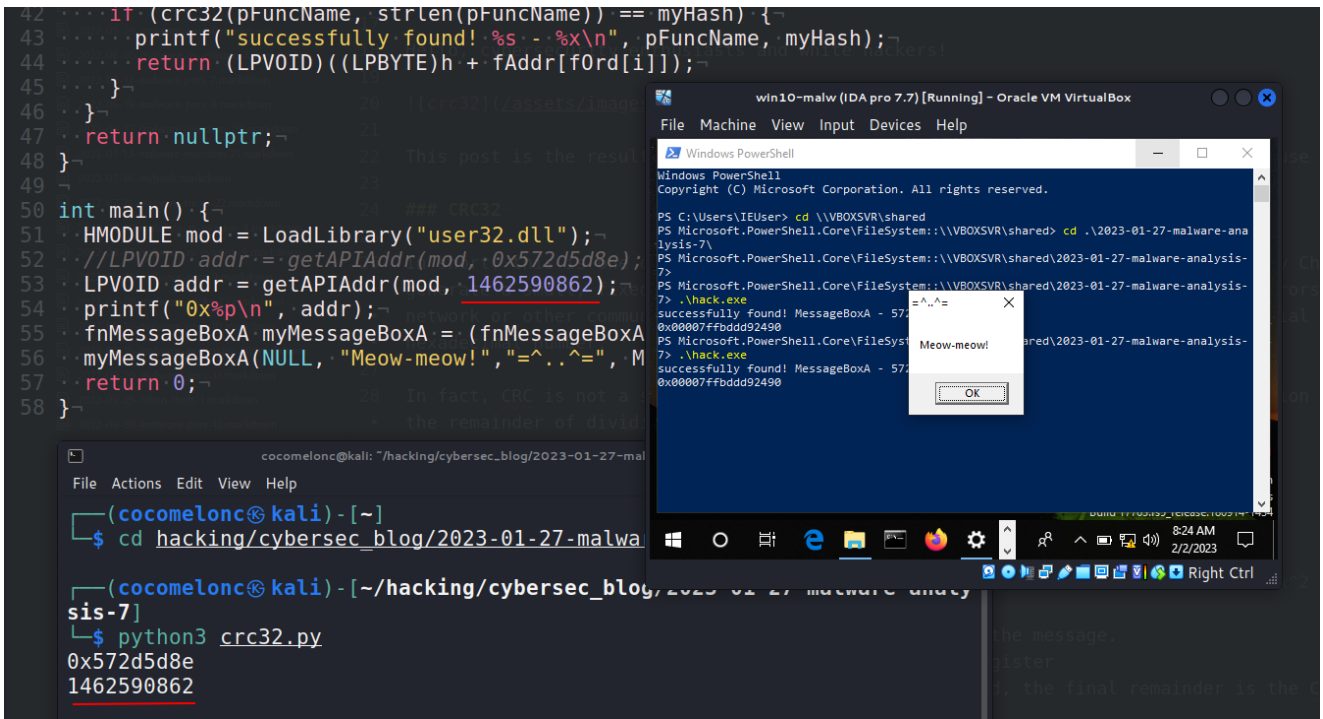 42     if (crc32(pFuncName, strlen(pFuncName)) == myHash) {
43       printf("successfully found! %s - %x\n", pFuncName, myHash);
44       return (LPVOID)((LPBYTE)h + fAddr[fOrd[i]]);
45     }
46   }
47   return nullptr;
48 }
49
50 int main() {
51   HMODULE mod = LoadLibrary("user32.dll");
52   //LPVOID addr = getAPIAddr(mod, 0x572d5d8e);
53   LPVOID addr = getAPIAddr(mod, 1462590862);
54   printf("0x%p\n", addr);
55   fnMessageBoxA myMessageBoxA = (fnMessageBoxA
56   myMessageBoxA(NULL, "Meow-meow!","=^..^=", M
57   return 0;
58 }
This post is the result
### CRC32
In fact, CRC is not a
the remainder of
win10-malw (IDA pro 7.7) [Running] - Oracle VM VirtualBox
File Machine View Input Devices Help
Windows PowerShell
Windows PowerShell
Copyright (C) Microsoft Corporation. All rights reserved.
PS C:\Users\IEUser> cd \\VBOXSVR\shared
PS Microsoft.PowerShell.Core\FileSystem::\\VBOXSVR\shared> cd .\2023-01-27-malware-ana
lysis-7\
PS Microsoft.PowerShell.Core\FileSystem::\\VBOXSVR\shared\2023-01-27-malware-analysis-
7>
PS Microsoft.PowerShell.Core\FileSystem::\\VBOXSVR\shared\2023-01-27-malware-analysis-
7> .\hack.exe
successfully found! MessageBoxA - 572
0x00007ffbddd92490
PS Microsoft.PowerShell.Core\FileSyst ared\2023-01-27-malware-analysis-
7> .\hack.exe
successfully found! MessageBoxA - 572
0x00007ffbddd92490
=^..^=
Meow-meow!
OK
8:24 AM
2/2/2023
Right Ctrl
cocomelonc@kali: ~/hacking/cybersec_blog/2023-01-27-mal
File Actions Edit View Help
┌──(cocomelonc㉿kali)-[~]
└─$ cd hacking/cybersec_blog/2023-01-27-malwa
┌──(cocomelonc㉿kali)-[~/hacking/cybersec_blog/2023-01-27-malware-analy
sis-7]
└─$ python3 crc32.py
0x572d5d8e
1462590862
the message,
the final remainder is the C